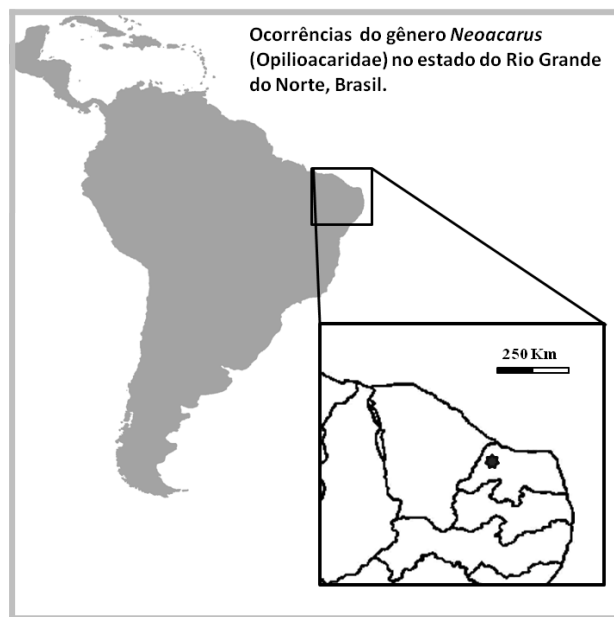 Ocorrências do gênero Neoacarus
(Opilioacaridae) no estado do Rio Grande
do Norte, Brasil.
250 Km